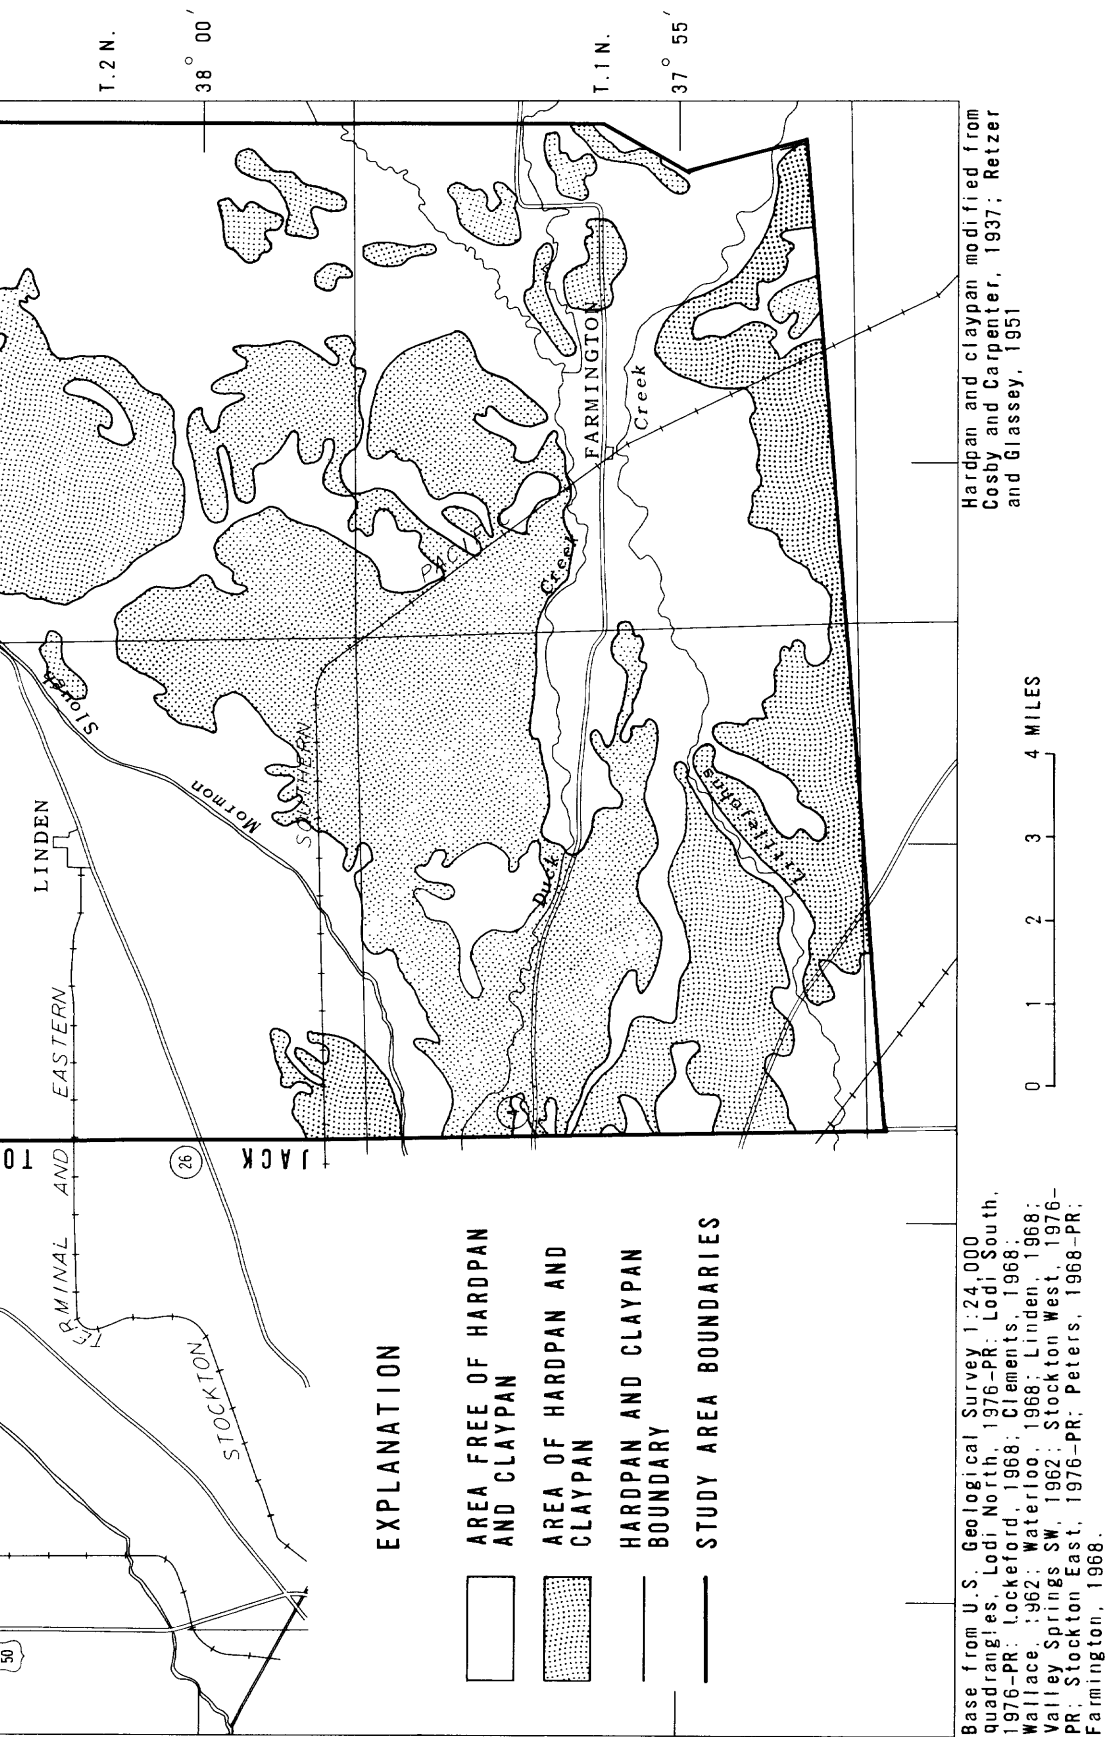 T.2 N.
38° 00'
T.1 N.
37° 55'
LINDEN
Slough
Mormon
TERMINAL AND EASTERN
STOCKTON
SOUTHERN
PACIFIC
FARMINGTON
Creek
Duck
Creek
Littlejohns
TO
JACK
26
4
50
EXPLANATION
AREA FREE OF HARDPAN
AND CLAYPAN
AREA OF HARDPAN AND
CLAYPAN
HARDPAN AND CLAYPAN
BOUNDARY
STUDY AREA BOUNDARIES
0 1 2 3 4 MILES
Base from U.S. Geological Survey 1:24,000
quadrangles, Lodi North, 1976-PR; Lodi South,
1976-PR; Lockeford, 1968; Clements, 1968;
Wallace, 1962; Waterloo, 1968; Linden, 1968;
Valley Springs SW, 1962; Stockton West, 1976-
PR; Stockton East, 1976-PR; Peters, 1968-PR;
Farmington, 1968.
Hardpan and claypan modified from
Cosby and Carpenter, 1937; Retzer
and Glassey, 1951